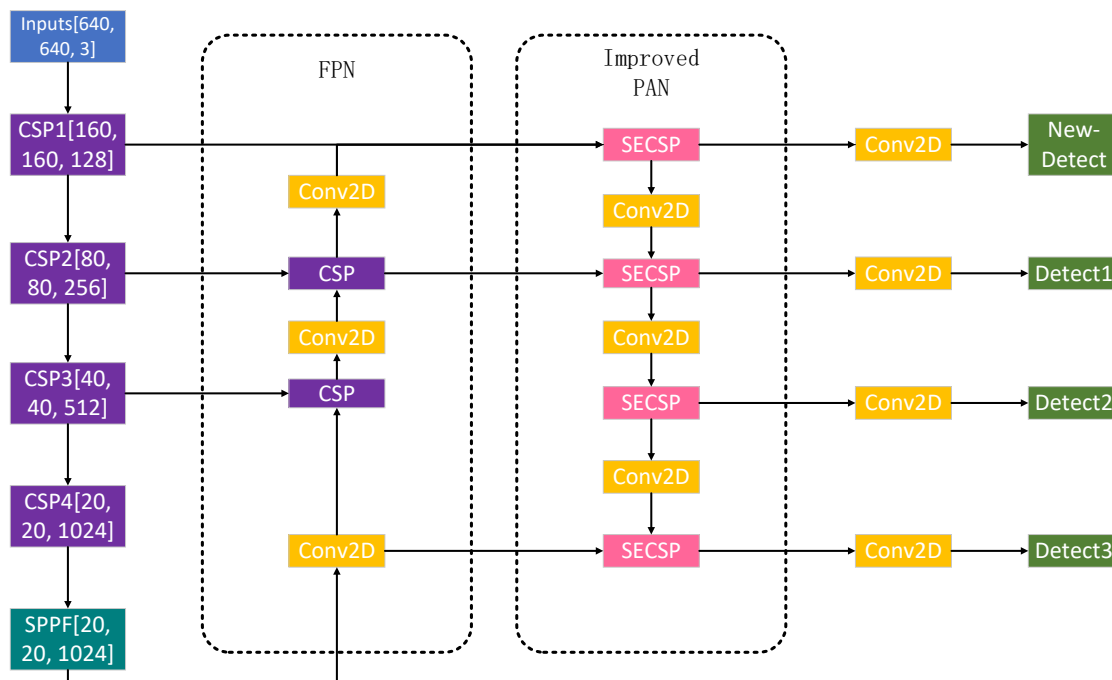 Inputs[640,
640, 3]
FPN
Improved
PAN
CSP1[160,
160, 128]
SECSP
Conv2D
New-
Detect
Conv2D
Conv2D
CSP2[80,
80, 256]
CSP
SECSP
Conv2D
Detect1
Conv2D
Conv2D
CSP3[40,
40, 512]
CSP
SECSP
Conv2D
Detect2
Conv2D
CSP4[20,
20, 1024]
Conv2D
SECSP
Conv2D
Detect3
SPPF[20,
20, 1024]